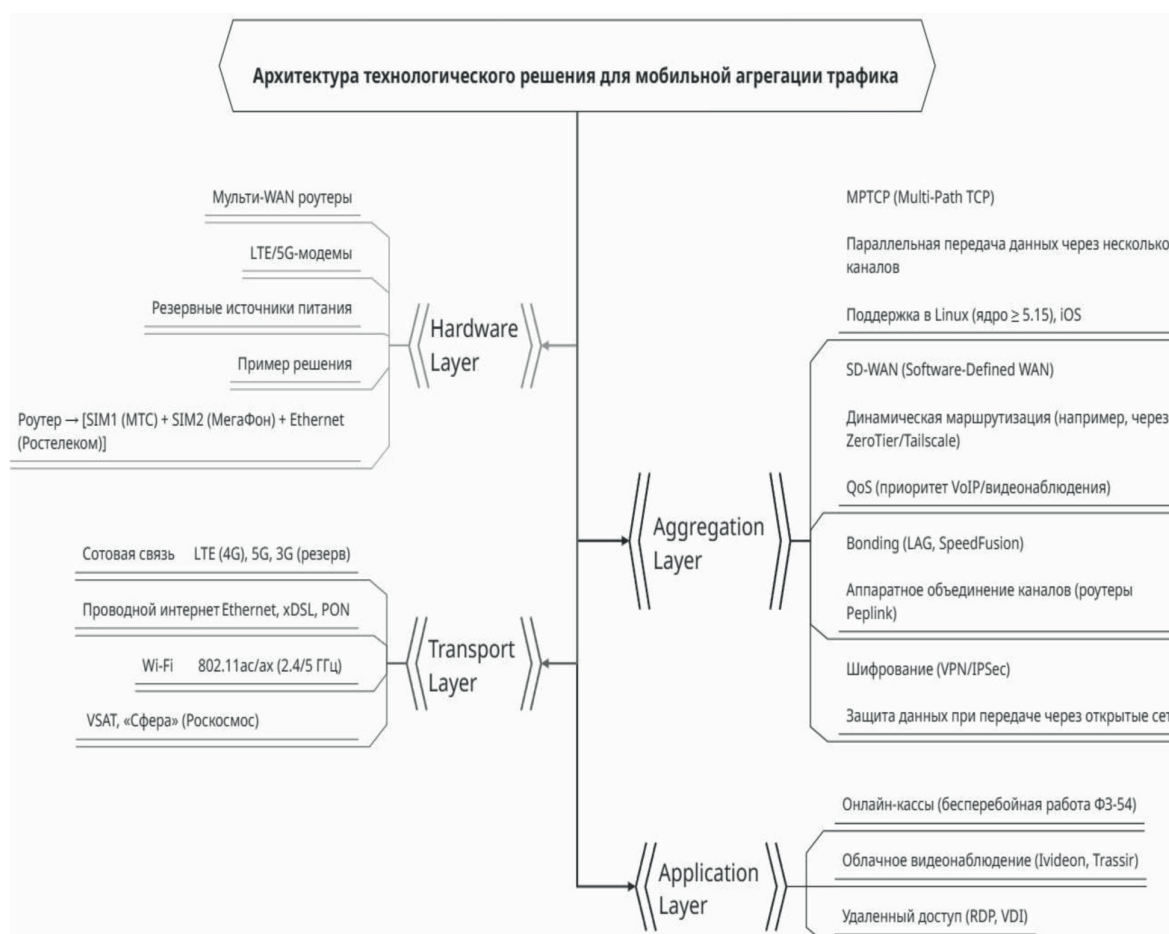 Архитектура технологического решения для мобильной агрегации трафика
Мульти-WAN роутеры
LTE/5G-модемы
Резервные источники питания
Пример решения
Роутер → [SIM1 (МТС) + SIM2 (МегаФон) + Ethernet
(Ростелеком)]
Hardware
Layer
Сотовая связь LTE (4G), 5G, 3G (резерв)
Проводной интернет Ethernet, xDSL, PON
Wi-Fi 802.11ac/ax (2.4/5 ГГц)
VSAT, «Сфера» (Роскосмос)
Transport
Layer
MPTCP (Multi-Path TCP)
Параллельная передача данных через несколько
каналов
Поддержка в Linux (ядро ≥ 5.15), iOS
SD-WAN (Software-Defined WAN)
Динамическая маршрутизация (например, через
ZeroTier/Tailscale)
QoS (приоритет VoIP/видеонаблюдения)
Bonding (LAG, SpeedFusion)
Аппаратное объединение каналов (роутеры
Peplink)
Шифрование (VPN/IPSec)
Защита данных при передаче через открытые сет
Aggregation
Layer
Онлайн-кассы (бесперебойная работа ФЗ-54)
Облачное видеонаблюдение (Ivideon, Trassir)
Удаленный доступ (RDP, VDI)
Application
Layer